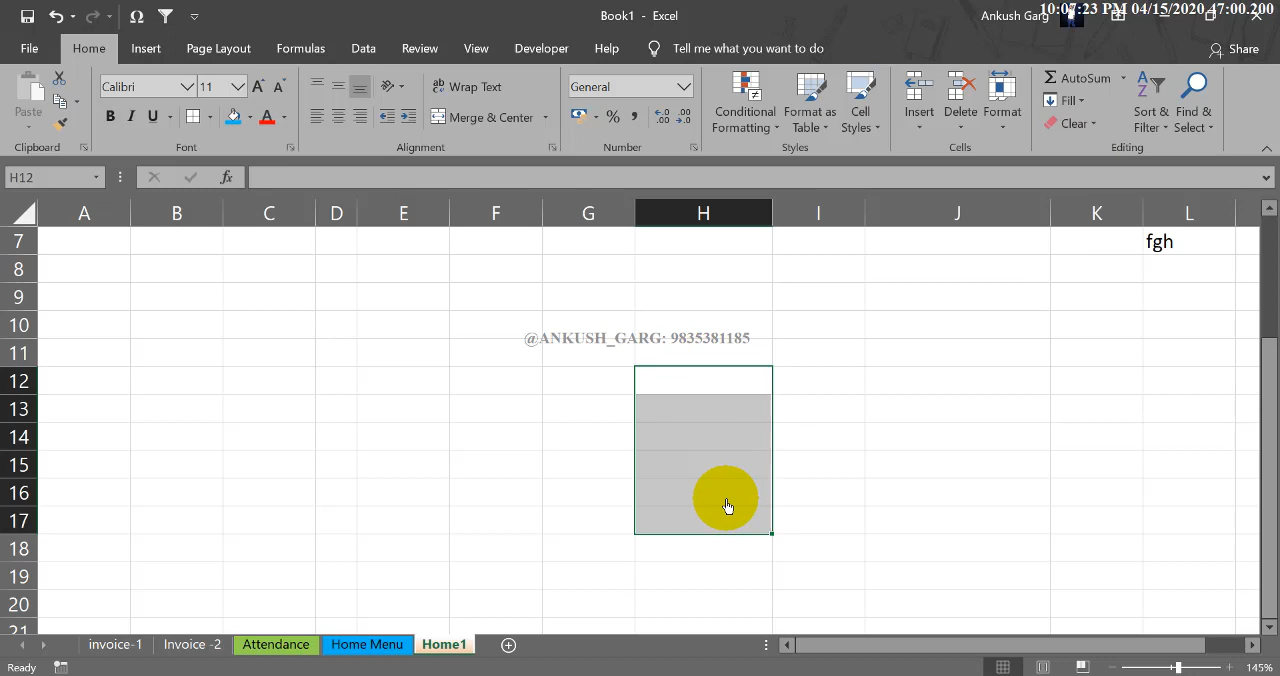 Book1 - Excel
Ankush Garg
10:07:23 PM 04/15/2020,47:00.200
File Home Insert Page Layout Formulas Data Review View Developer Help Tell me what you want to do Share
Paste
Calibri 11 A A
B I U A
Wrap Text
Merge & Center
General
% ,
Conditional Formatting
Format as Table
Cell Styles
Insert Delete Format
AutoSum
Fill
Clear
Sort & Filter
Find & Select
Clipboard Font Alignment Number Styles Cells Editing
H12 fx
A B C D E F G H I J K L
7 fgh
8
9
10
@ANKUSH_GARG: 9835381185
11
12
13
14
15
16
17
18
19
20
21
invoice-1 Invoice -2 Attendance Home Menu Home1
Ready 145%